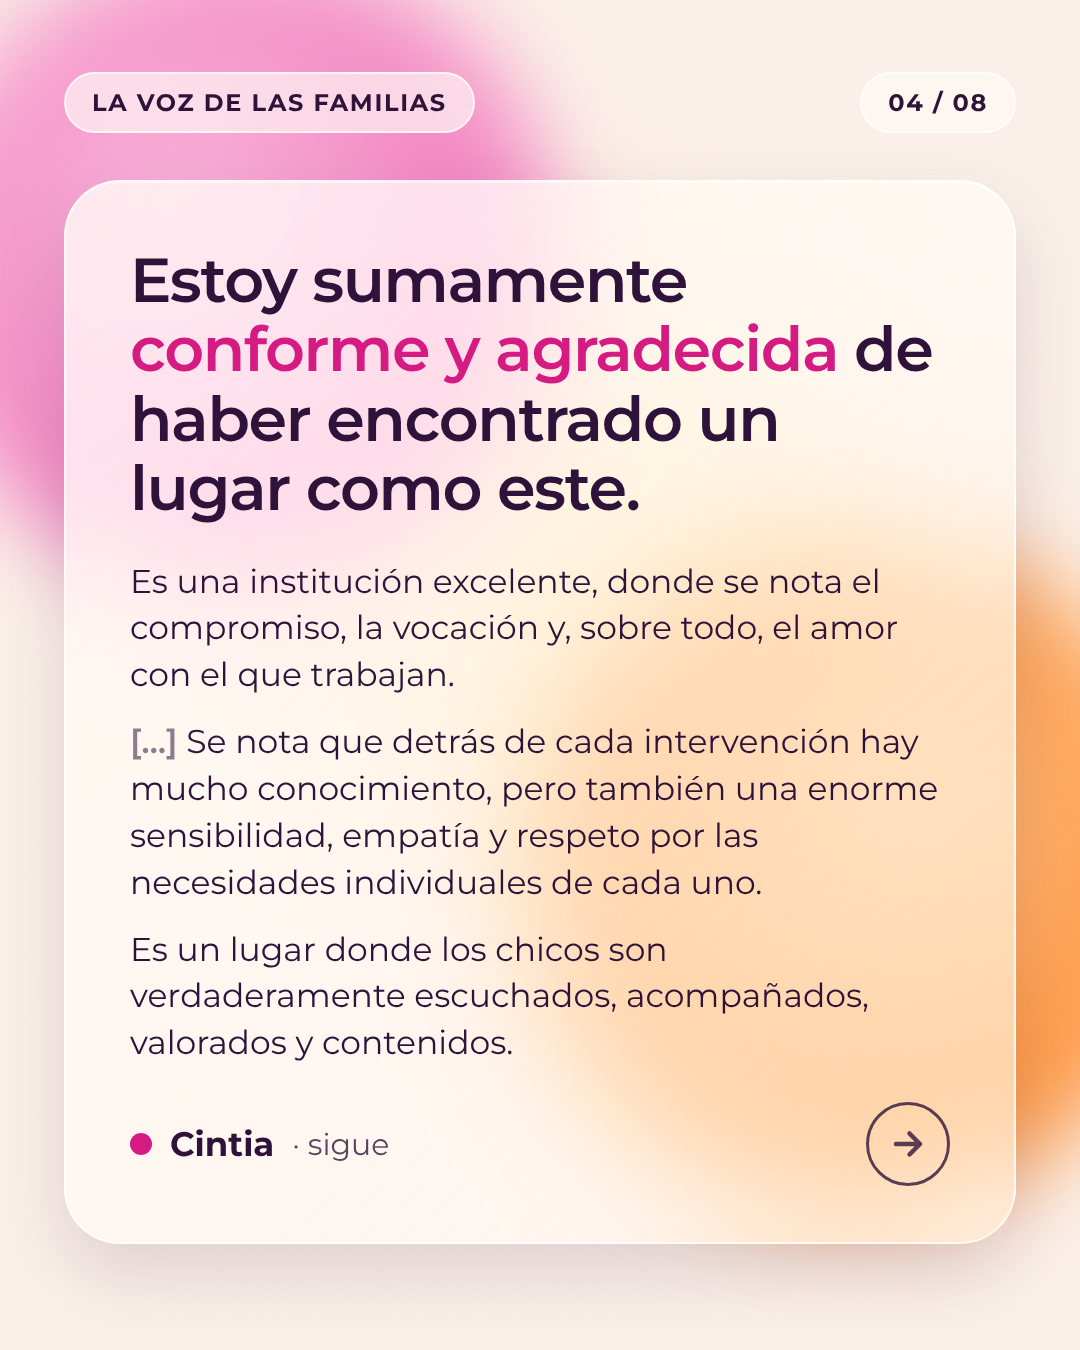 LA VOZ DE LAS FAMILIAS
04 / 08
Estoy sumamente
conforme y agradecida de
haber encontrado un
lugar como este.
Es una institución excelente, donde se nota el
compromiso, la vocación y, sobre todo, el amor
con el que trabajan.
[...] Se nota que detrás de cada intervención hay
mucho conocimiento, pero también una enorme
sensibilidad, empatía y respeto por las
necesidades individuales de cada uno.
Es un lugar donde los chicos son
verdaderamente escuchados, acompañados,
valorados y contenidos.
Cintia · sigue